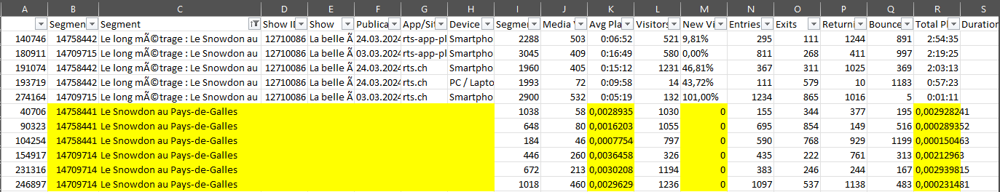 A B C D E F G H I J K L M N O P Q R S
Segmen Segment Show ID Show Publica App/Sit Device Segme Media Avg Pla Visitors New Vi Entries Exits Returni Bounce Total Pl Duration
140746 14758442 Le long mÃ©trage : Le Snowdon au 12710086 La belle Ã 24.03.2024 rts-app-pl Smartpho 2288 503 0:06:52 521 9,81% 295 111 1244 891 2:54:35
180911 14709715 Le long mÃ©trage : Le Snowdon au 12710086 La belle Ã 03.03.2024 rts-app-pl Smartpho 3045 409 0:16:49 580 0,00% 811 268 411 997 2:19:25
191074 14758442 Le long mÃ©trage : Le Snowdon au 12710086 La belle Ã 24.03.2024 rts.ch Smartpho 1960 405 0:15:12 1231 46,81% 367 311 1025 369 2:03:13
193719 14758442 Le long mÃ©trage : Le Snowdon au 12710086 La belle Ã 24.03.2024 rts.ch PC / Lapto 1993 72 0:09:58 14 43,72% 111 579 10 1183 0:57:23
274164 14709715 Le long mÃ©trage : Le Snowdon au 12710086 La belle Ã 03.03.2024 rts.ch Smartpho 2900 532 0:05:19 132 101,00% 1234 865 1016 5 0:01:11
40706 14758441 Le Snowdon au Pays-de-Galles 1038 58 0,0028935 1030 0 155 344 377 195 0,002928241
90323 14758441 Le Snowdon au Pays-de-Galles 648 80 0,0016203 1055 0 695 854 149 516 0,000289352
104254 14758441 Le Snowdon au Pays-de-Galles 184 46 0,0007754 797 0 590 768 929 1199 0,000150463
154917 14709714 Le Snowdon au Pays-de-Galles 446 260 0,0036458 326 0 435 222 761 313 0,00212963
231316 14709714 Le Snowdon au Pays-de-Galles 672 213 0,0030208 1194 0 383 246 244 167 0,002939815
246897 14709714 Le Snowdon au Pays-de-Galles 1018 460 0,0029629 1236 0 1097 537 1138 483 0,000231481